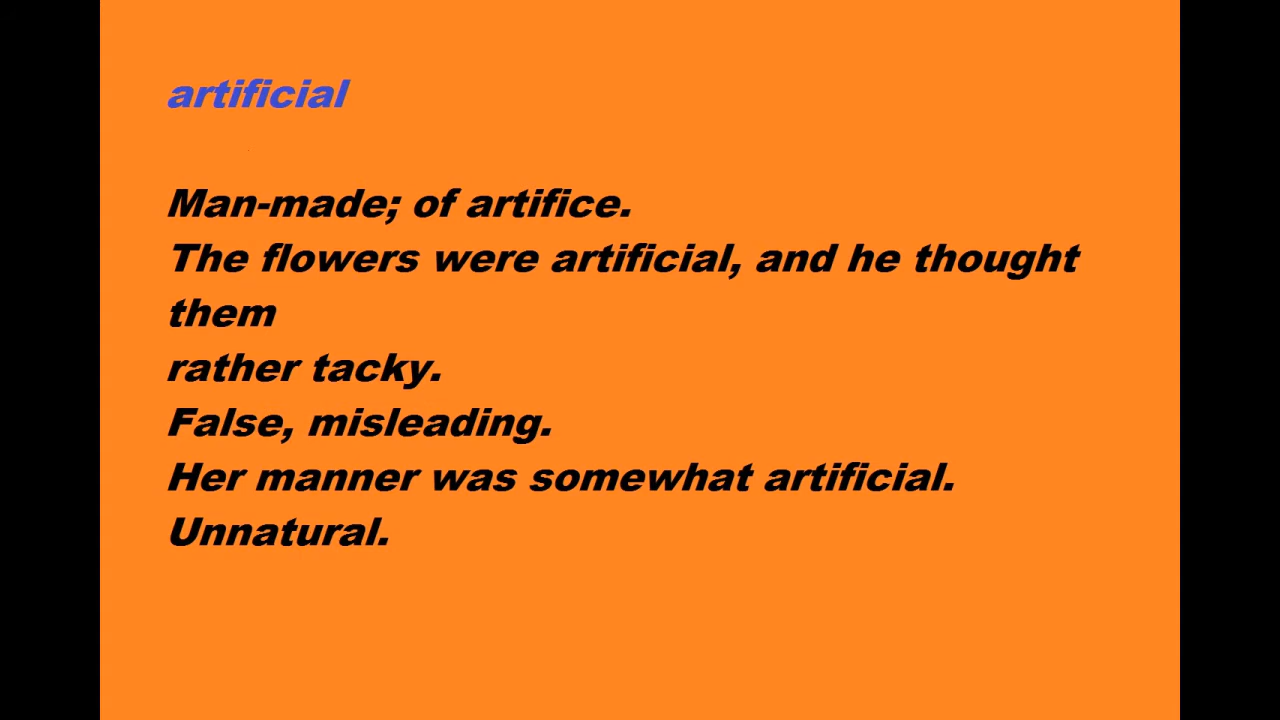 artificial
Man-made; of artifice.
The flowers were artificial, and he thought
them
rather tacky.
False, misleading.
Her manner was somewhat artificial.
Unnatural.